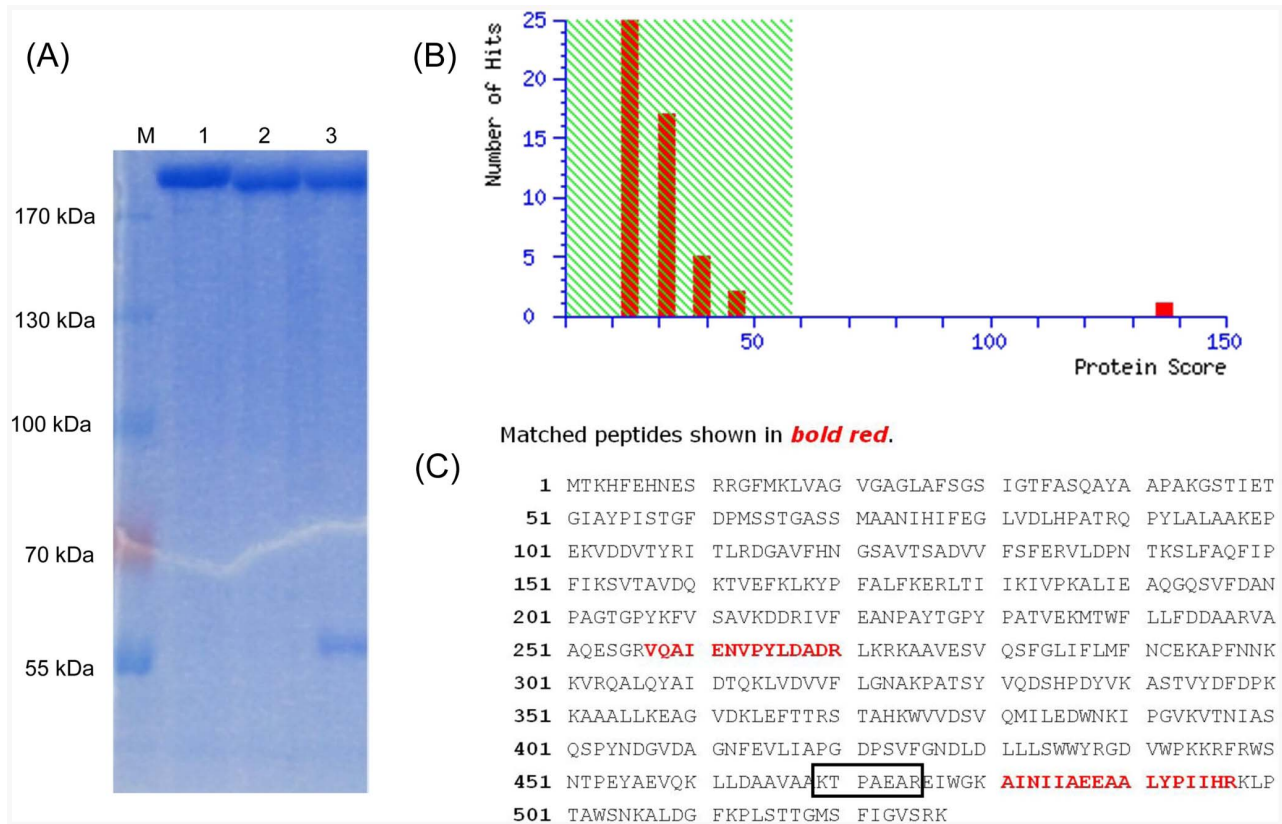 (A)
M 1 2 3
170 kDa
130 kDa
100 kDa
70 kDa
55 kDa
(B)
Number of Hits
25
20
15
10
5
0
50 100 150
Protein Score
(C)
Matched peptides shown in bold red.
1 MTKHFEHNES RRGFMKLVAG VGAGLAFSGS IGTFASQAYA APAKGSTIET
51 GIAYPISTGF DPMSSTGASS MAANIHIFEG LVDLHPATRQ PYLALAAKEP
101 EKVDDVTYRI TLRDGAVFHN GSAVTSADVV FSFERVLDPN TKSLFAQFIP
151 FIKSVTAVDQ KTVEFKLKYP FALFKERLTI IKIVPKALIE AQGQSVFDAN
201 PAGTGPYKFV SAVKDDRIVF EANPAYTGPY PATVEKMTWF LLFDDAARVA
251 AQESGRVQAI ENVPYLDADR LKRKAAVESV QSFGLIFLMF NCEKAPFNNK
301 KVRQALQYAI DTQKLVDVVF LGNAKPATSY VQDSHPDYVK ASTVYDFDPK
351 KAAALLKEAG VDKLEFTTRS TAHKWVVDSV QMILEDWNKI PGVKVTNIAS
401 QSPYNDGVDA GNFEVLIAPG DPSVFGNDLD LLLSWWYRGD VWPKKRFRWS
451 NTPEYAEVQK LLDAAVAAKT PAEAREIWGK AINIIAEEAA LYPIIHRKLP
501 TAWSNKALDG FKPLSTTGMS FIGVSRK